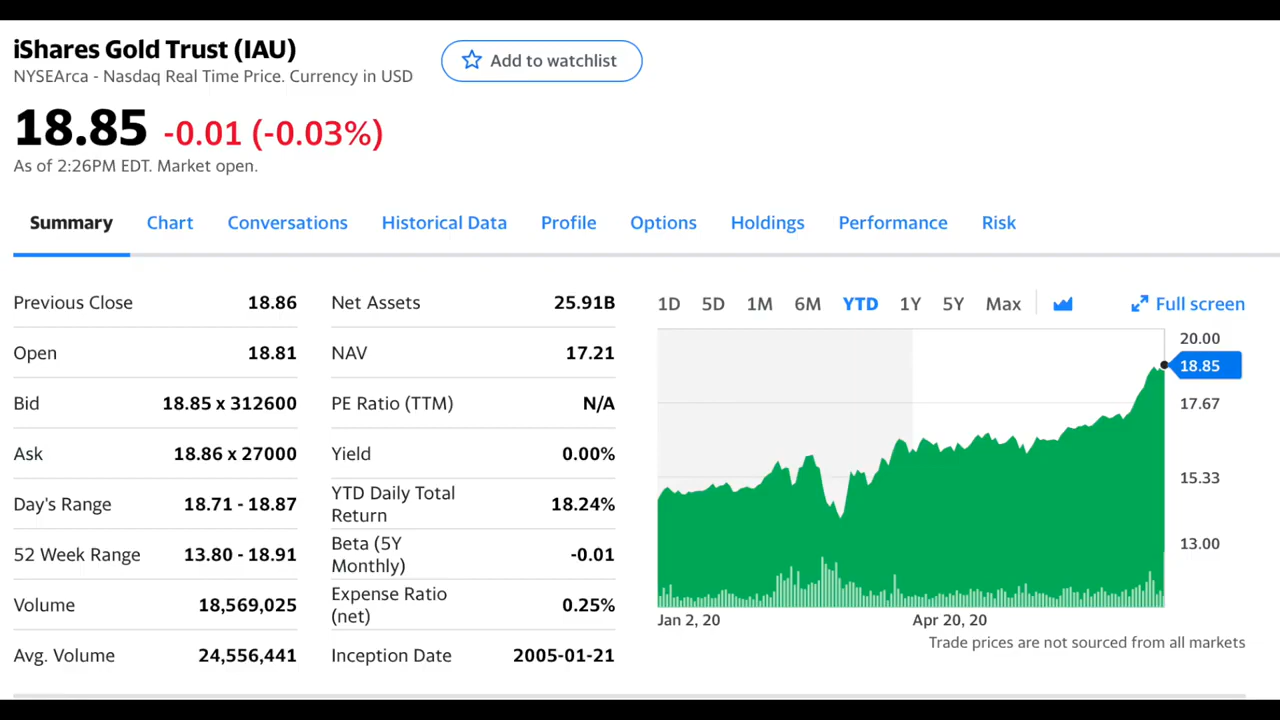 iShares Gold Trust (IAU)
NYSEArca - Nasdaq Real Time Price. Currency in USD
Add to watchlist
18.85 -0.01 (-0.03%)
As of 2:26PM EDT. Market open.
Summary Chart Conversations Historical Data Profile Options Holdings Performance Risk
Previous Close 18.86
Open 18.81
Bid 18.85 x 312600
Ask 18.86 x 27000
Day's Range 18.71 - 18.87
52 Week Range 13.80 - 18.91
Volume 18,569,025
Avg. Volume 24,556,441
Net Assets 25.91B
NAV 17.21
PE Ratio (TTM) N/A
Yield 0.00%
YTD Daily Total
Return 18.24%
Beta (5Y
Monthly) -0.01
Expense Ratio
(net) 0.25%
Inception Date 2005-01-21
1D 5D 1M 6M YTD 1Y 5Y Max Full screen
20.00
18.85
17.67
15.33
13.00
Jan 2, 20 Apr 20, 20
Trade prices are not sourced from all markets